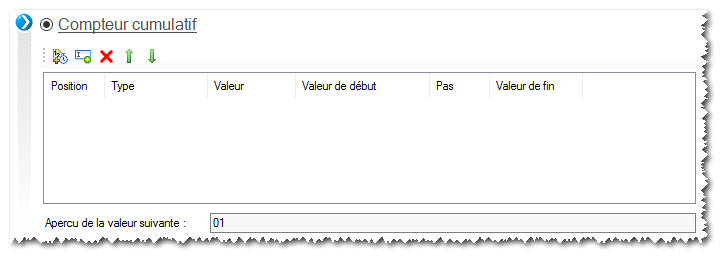 Compteur cumulatif
Position Type Valeur Valeur de début Pas Valeur de fin
Apercu de la valeur suivante : 01